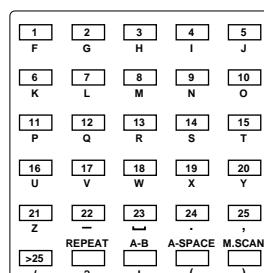 1 2 3 4 5
F G H I J
6 7 8 9 10
K L M N O
11 12 13 14 15
P Q R S T
16 17 18 19 20
U V W X Y
21 22 23 24 25
Z — ⎵ . ,
REPEAT A-B A-SPACE M.SCAN
>25